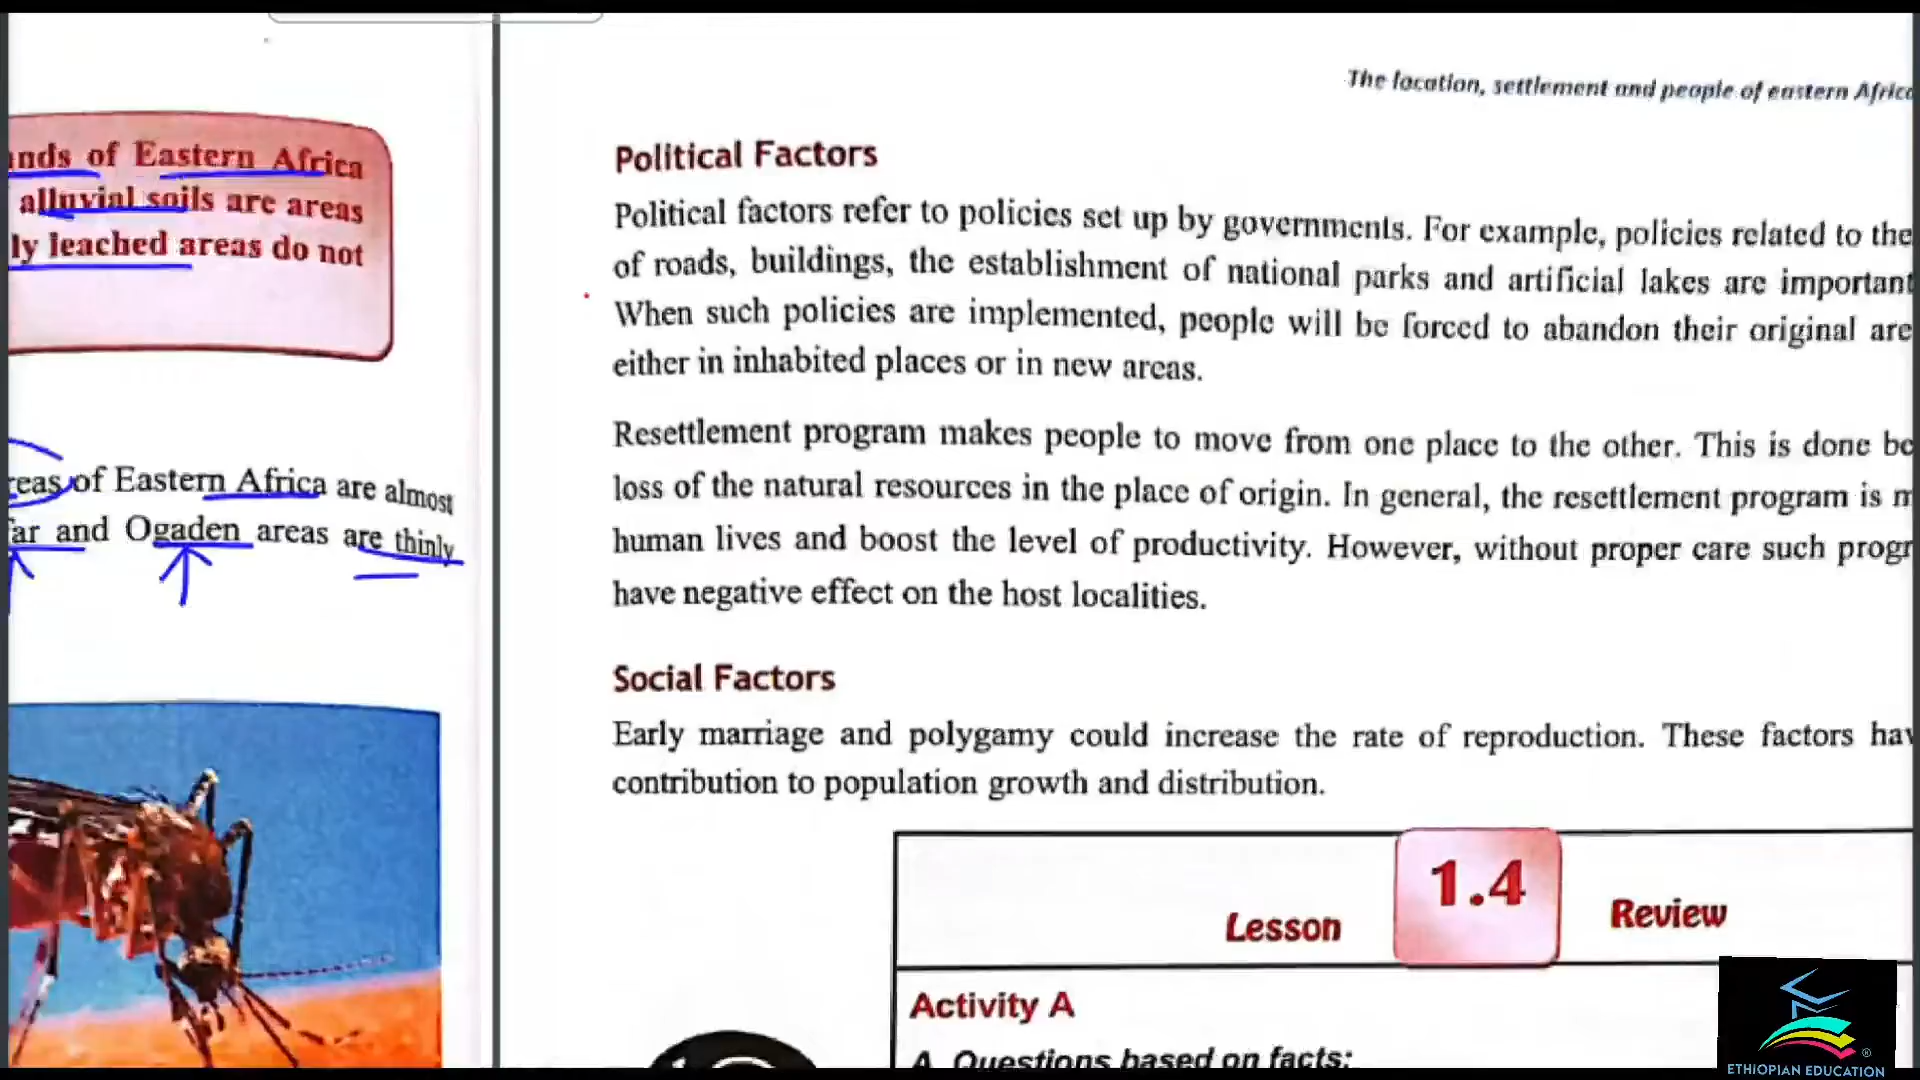 nds of Eastern Africa
alluvial soils are areas
ly leached areas do not
reas of Eastern Africa are almost
far and Ogaden areas are thinly
The location, settlement and people of eastern Africa
Political Factors
Political factors refer to policies set up by governments. For example, policies related to the
of roads, buildings, the establishment of national parks and artificial lakes are important
When such policies are implemented, people will be forced to abandon their original are
either in inhabited places or in new areas.
Resettlement program makes people to move from one place to the other. This is done be
loss of the natural resources in the place of origin. In general, the resettlement program is m
human lives and boost the level of productivity. However, without proper care such progr
have negative effect on the host localities.
Social Factors
Early marriage and polygamy could increase the rate of reproduction. These factors hav
contribution to population growth and distribution.
Lesson 1.4 Review
Activity A
A. Questions based on facts:
ETHIOPIAN EDUCATION